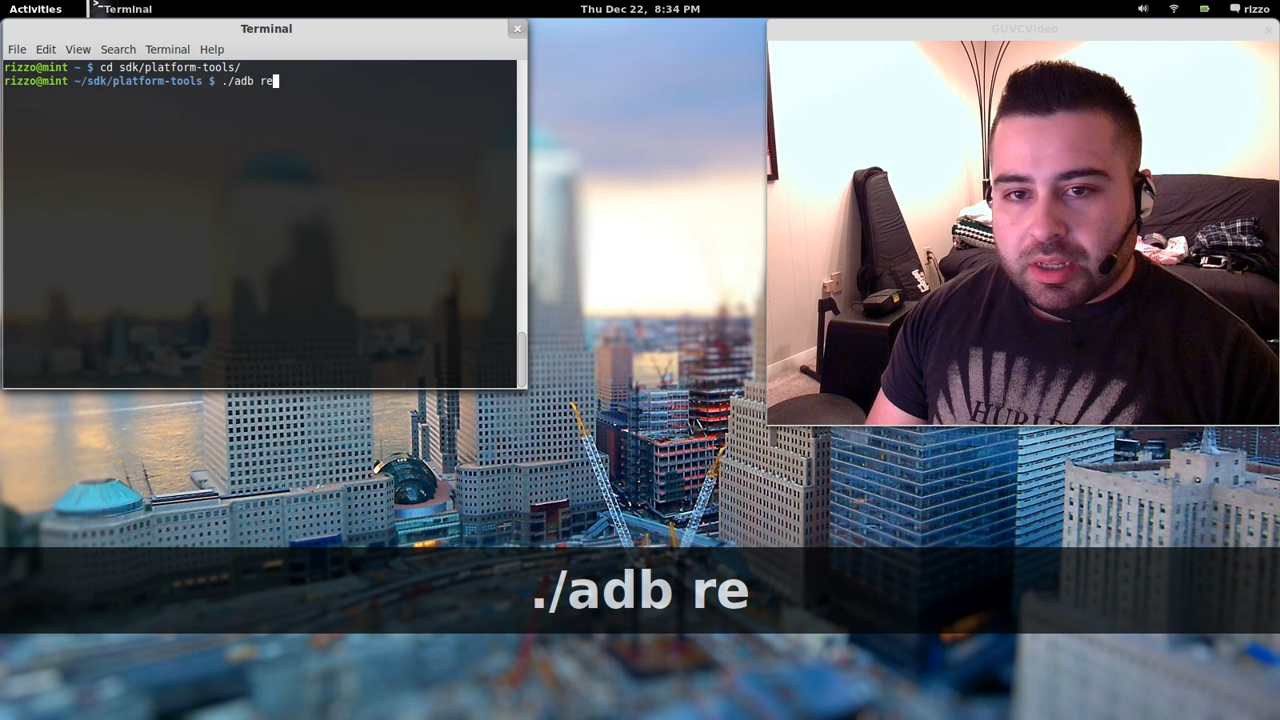 Activities
Terminal
Thu Dec 22, 8:34 PM
rizzo
Terminal
GUVCVideo
File Edit View Search Terminal Help
rizzo@mint ~ $ cd sdk/platform-tools/
rizzo@mint ~/sdk/platform-tools $ ./adb re
./adb re